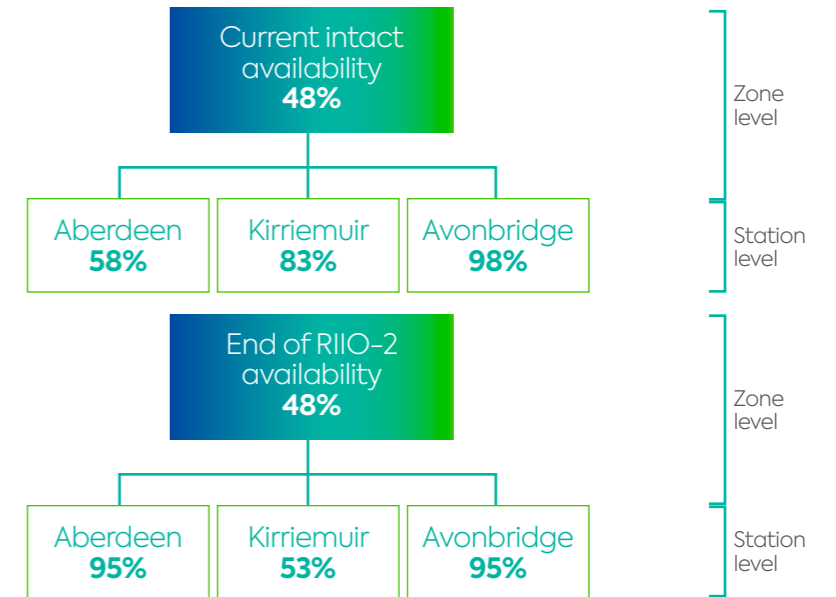 Current intact
availability
48%
Zone
level
Aberdeen
58%
Kirriemuir
83%
Avonbridge
98%
Station
level
End of RIIO-2
availability
48%
Zone
level
Aberdeen
95%
Kirriemuir
53%
Avonbridge
95%
Station
level